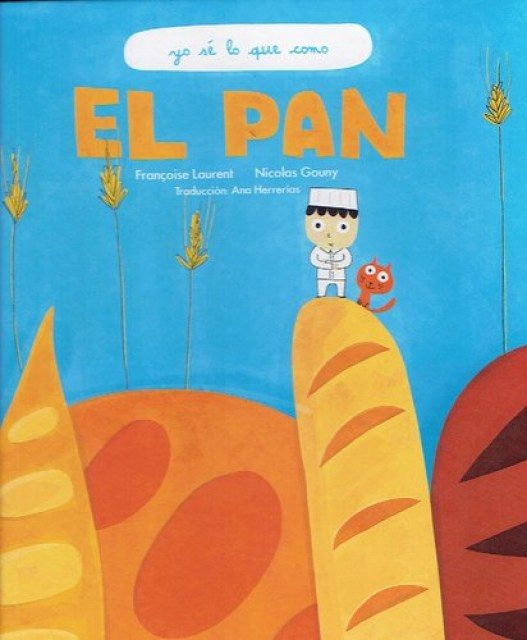 yo sé lo que como
EL PAN
Françoise Laurent Nicolas Gouny
Traducción: Ana Herrerías